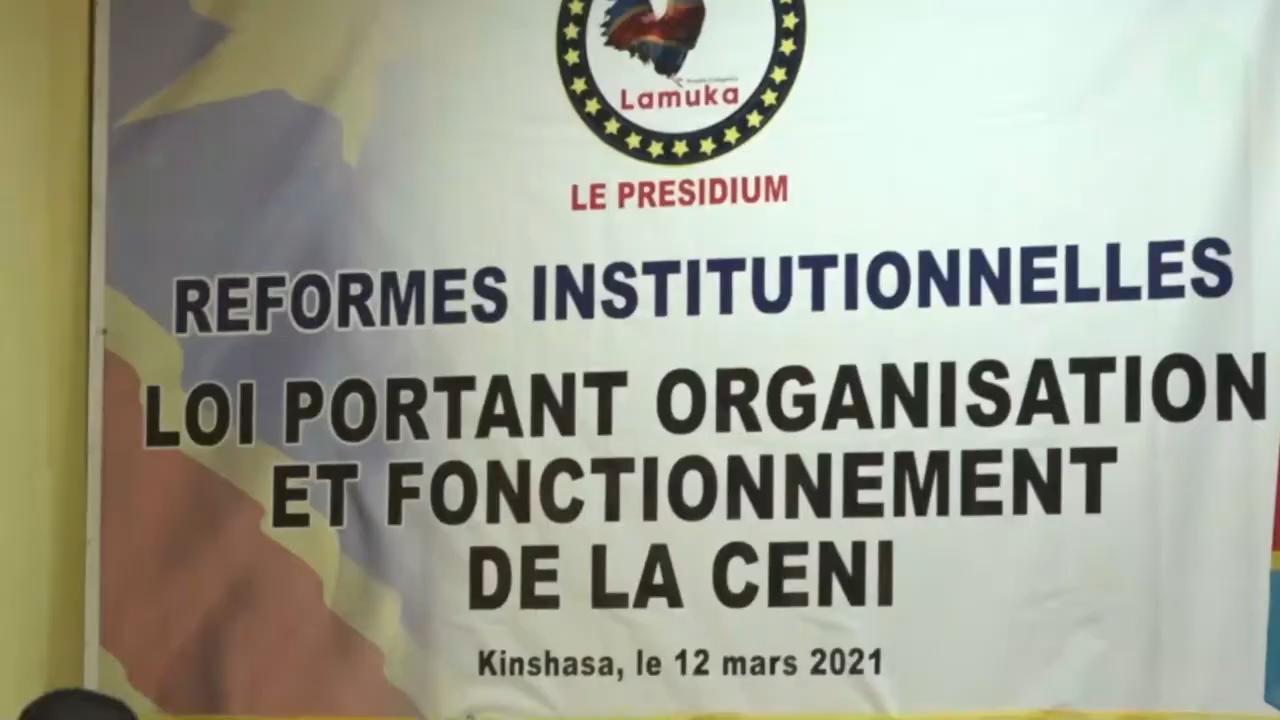 Lamuka
LE PRESIDIUM
REFORMES INSTITUTIONNELLES
LOI PORTANT ORGANISATION
ET FONCTIONNEMENT
DE LA CENI
Kinshasa, le 12 mars 2021